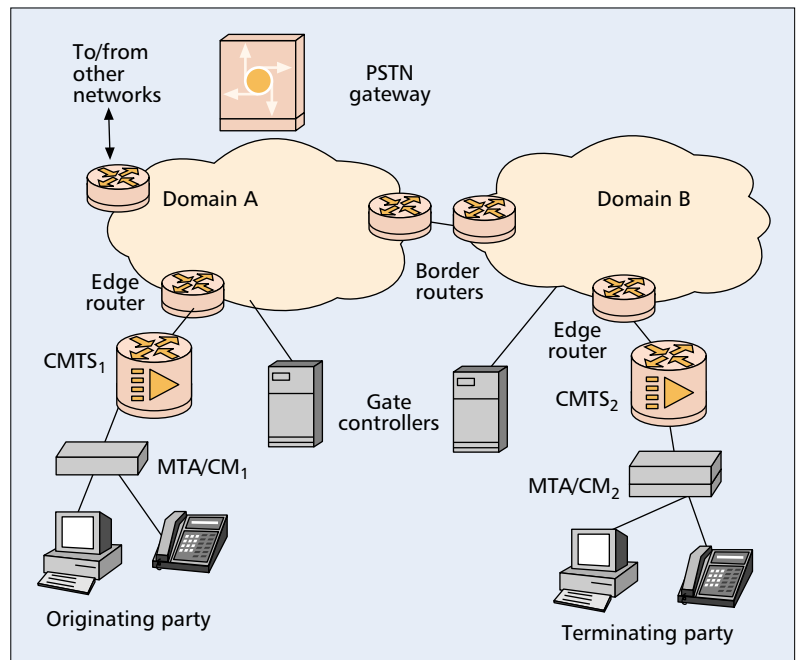 To/from
other
networks
PSTN
gateway
Domain A
Domain B
Edge
router
Border
routers
Edge
router
CMTS₁
Gate
controllers
CMTS₂
MTA/CM₁
MTA/CM₂
Originating party
Terminating party